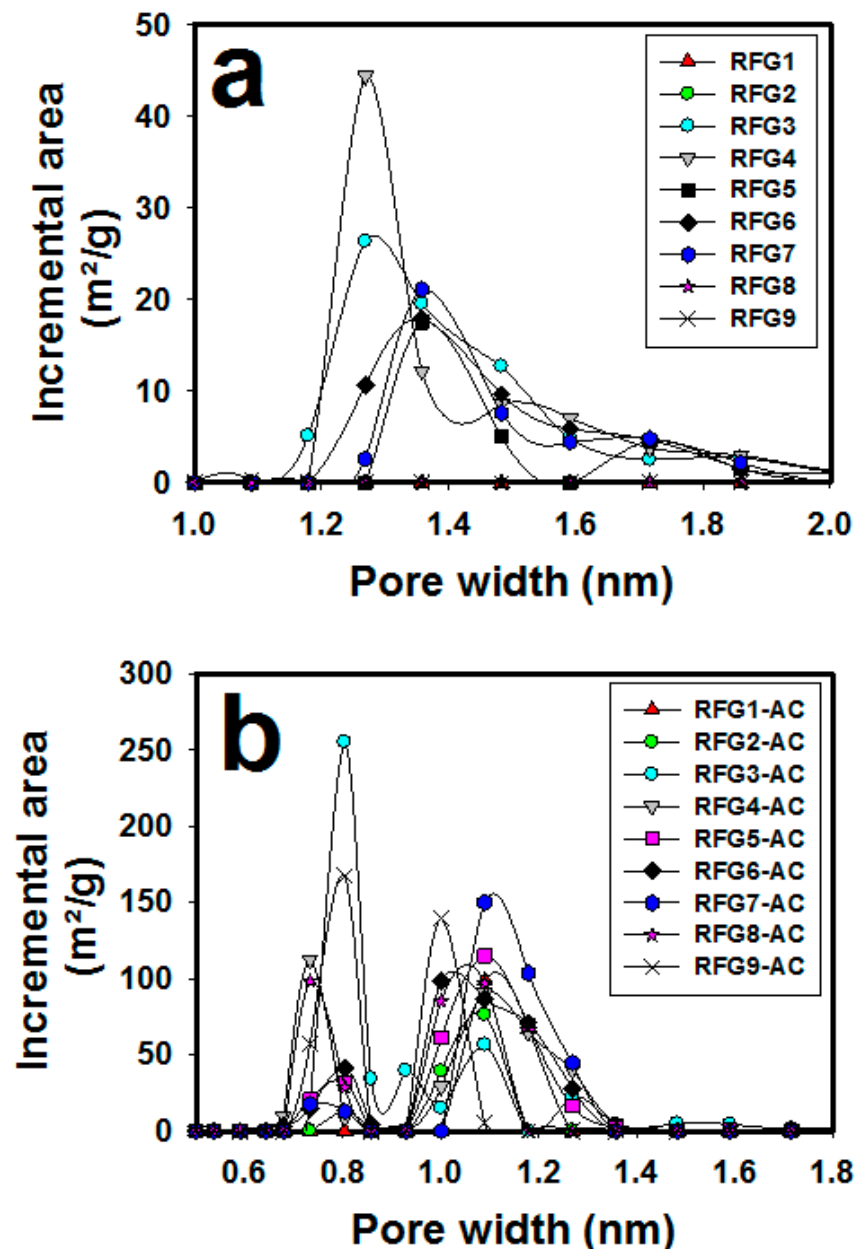 a
Incremental area
(m²/g)
50
40
30
20
10
0
1.0 1.2 1.4 1.6 1.8 2.0
Pore width (nm)
RFG1
RFG2
RFG3
RFG4
RFG5
RFG6
RFG7
RFG8
RFG9
b
Incremental area
(m²/g)
300
250
200
150
100
50
0
0.6 0.8 1.0 1.2 1.4 1.6 1.8
Pore width (nm)
RFG1-AC
RFG2-AC
RFG3-AC
RFG4-AC
RFG5-AC
RFG6-AC
RFG7-AC
RFG8-AC
RFG9-AC